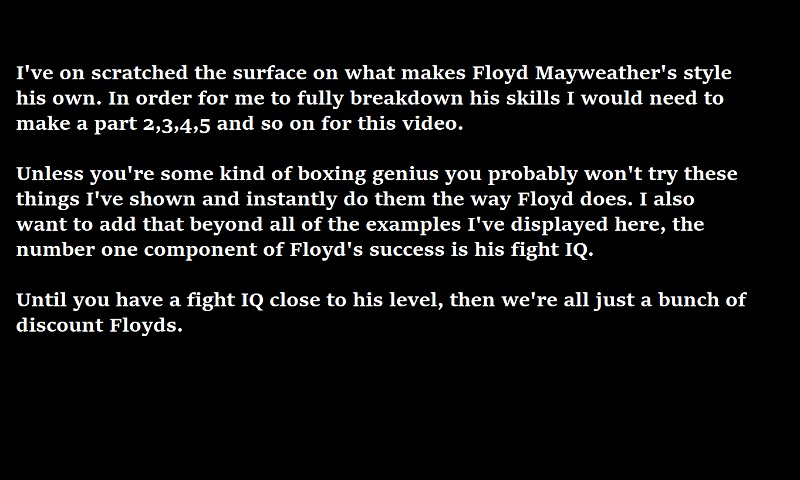 I've on scratched the surface on what makes Floyd Mayweather's style
his own. In order for me to fully breakdown his skills I would need to
make a part 2,3,4,5 and so on for this video.
Unless you're some kind of boxing genius you probably won't try these
things I've shown and instantly do them the way Floyd does. I also
want to add that beyond all of the examples I've displayed here, the
number one component of Floyd's success is his fight IQ.
Until you have a fight IQ close to his level, then we're all just a bunch of
discount Floyds.